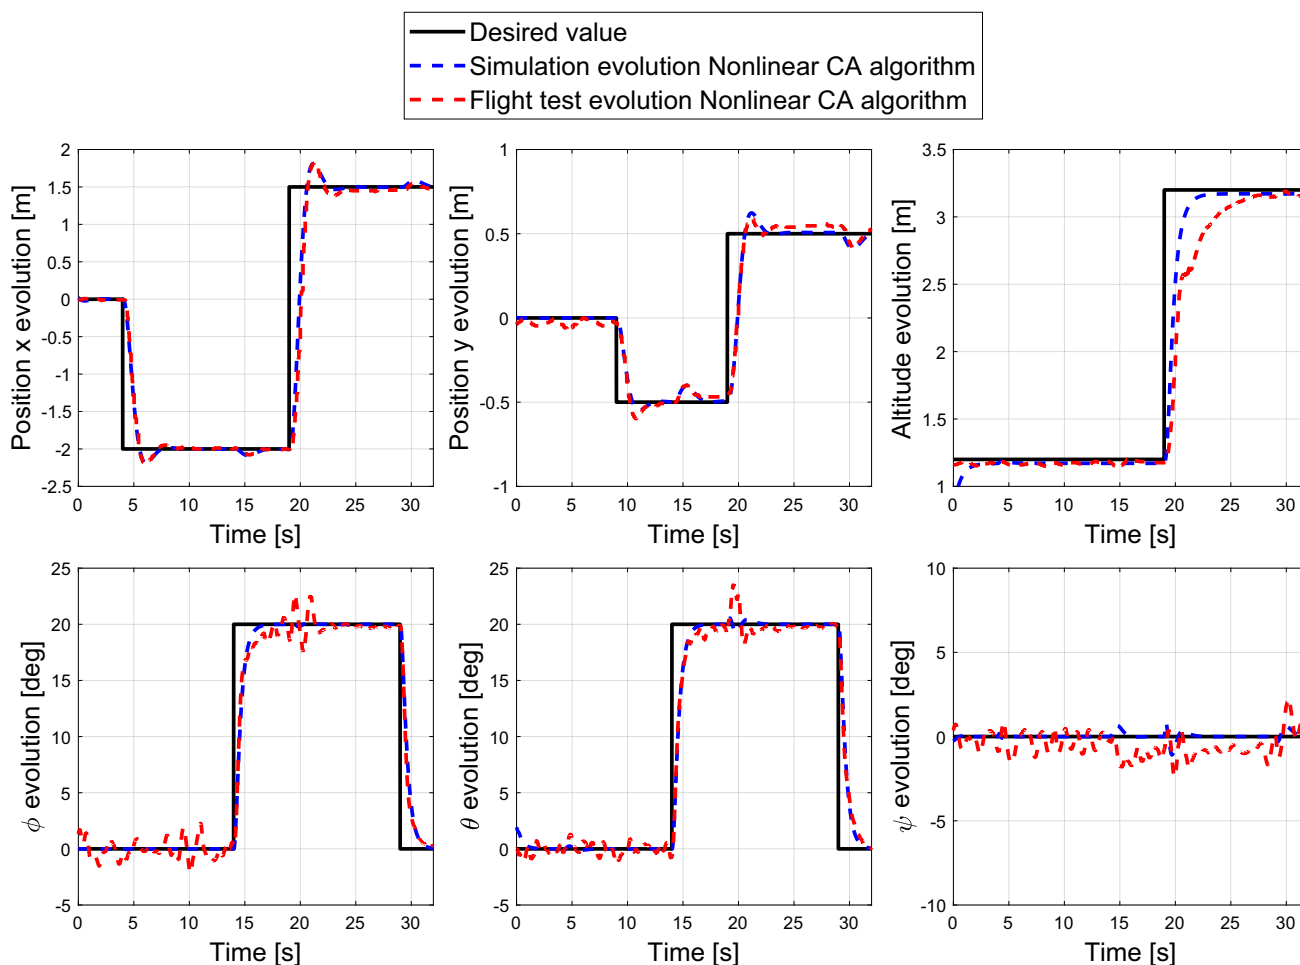 Desired value
Simulation evolution Nonlinear CA algorithm
Flight test evolution Nonlinear CA algorithm
Position x evolution [m]
2
1.5
1
0.5
0
-0.5
-1
-1.5
-2
-2.5
0 5 10 15 20 25 30
Time [s]
Position y evolution [m]
1
0.5
0
-0.5
-1
0 5 10 15 20 25 30
Time [s]
Altitude evolution [m]
3.5
3
2.5
2
1.5
1
0 5 10 15 20 25 30
Time [s]
ϕ evolution [deg]
25
20
15
10
5
0
-5
0 5 10 15 20 25 30
Time [s]
θ evolution [deg]
25
20
15
10
5
0
-5
0 5 10 15 20 25 30
Time [s]
ψ evolution [deg]
10
5
0
-5
-10
0 5 10 15 20 25 30
Time [s]